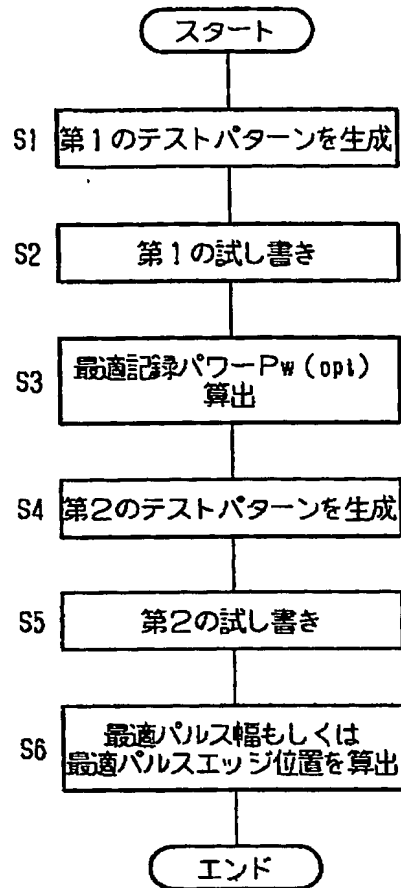 スタート
S1 第1のテストパターンを生成
S2 第1の試し書き
S3 最適記録パワーPw(opt)
算出
S4 第2のテストパターンを生成
S5 第2の試し書き
S6 最適パルス幅もしくは
最適パルスエッジ位置を算出
エンド